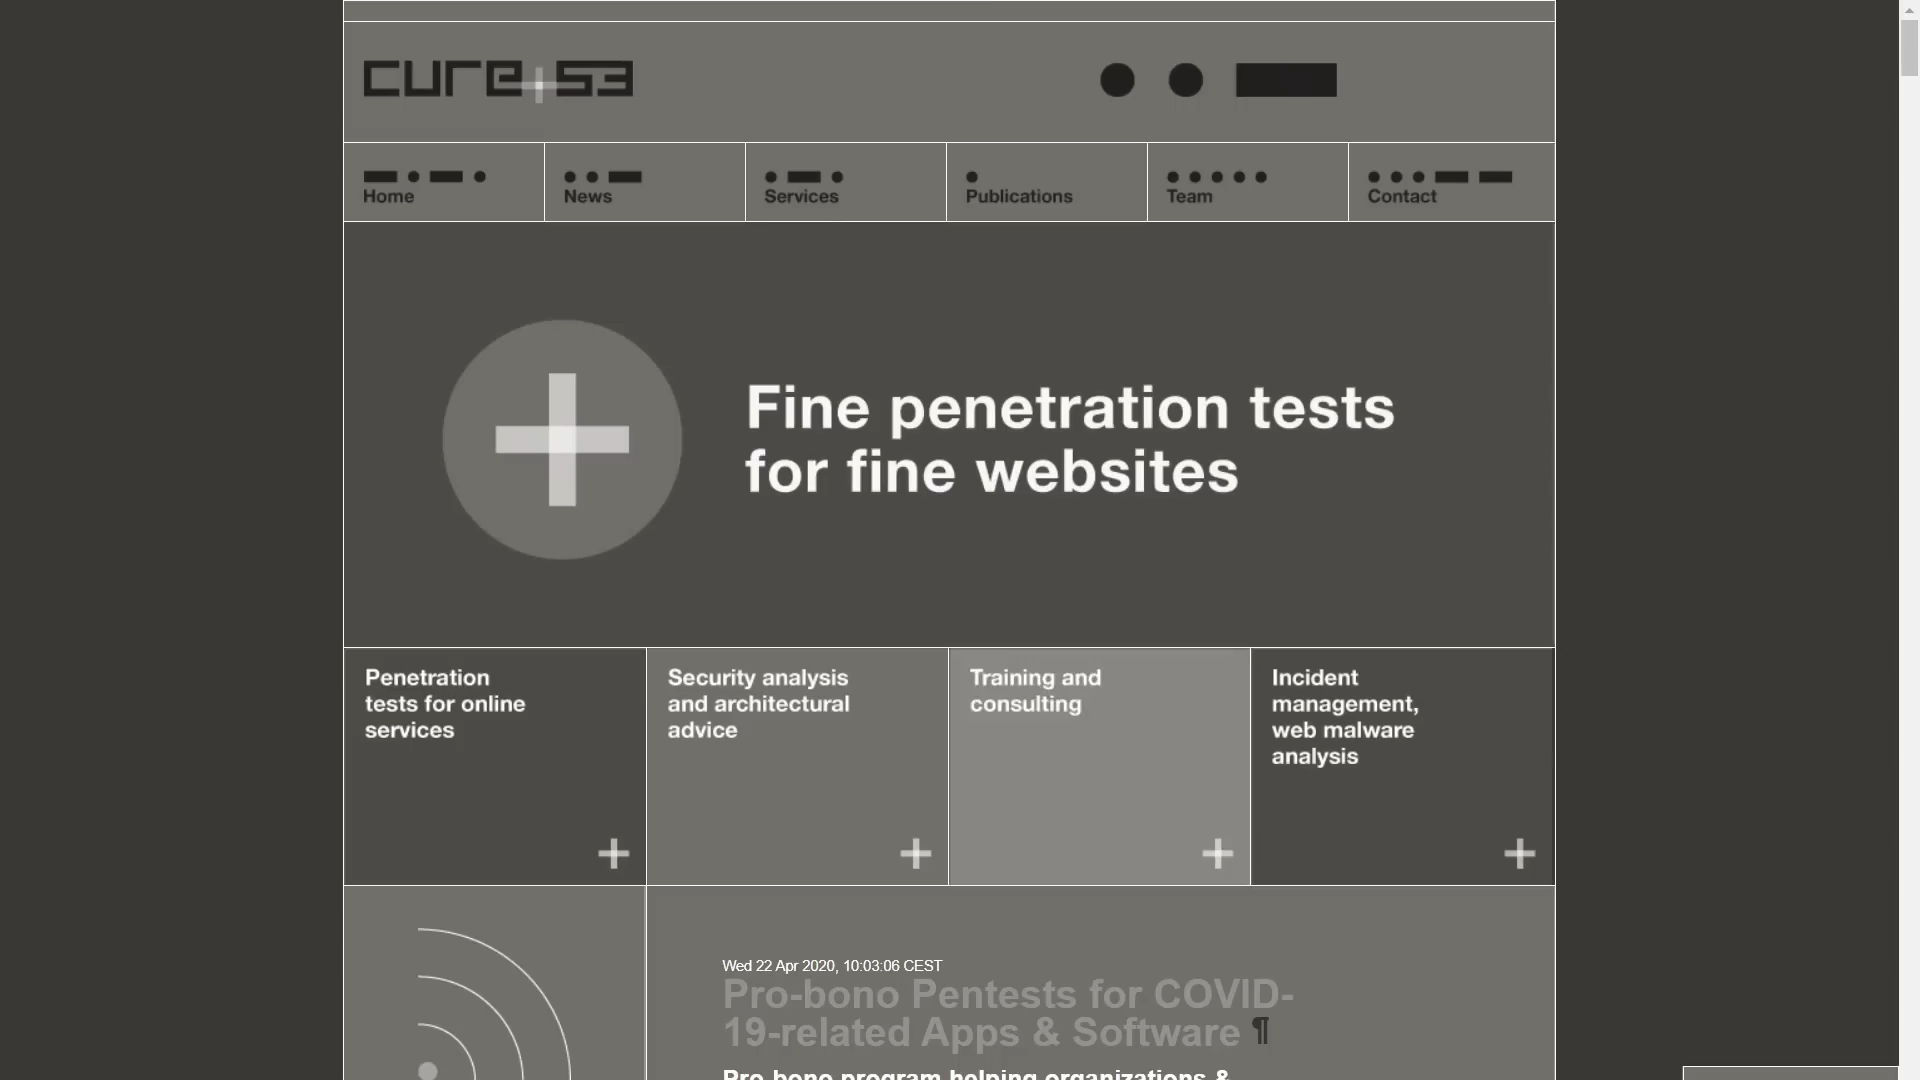 cure+53
Home
News
Services
Publications
Team
Contact
Fine penetration tests
for fine websites
Penetration
tests for online
services
Security analysis
and architectural
advice
Training and
consulting
Incident
management,
web malware
analysis
Wed 22 Apr 2020, 10:03:06 CEST
Pro-bono Pentests for COVID-
19-related Apps & Software ¶
Pro-bono program helping organizations &